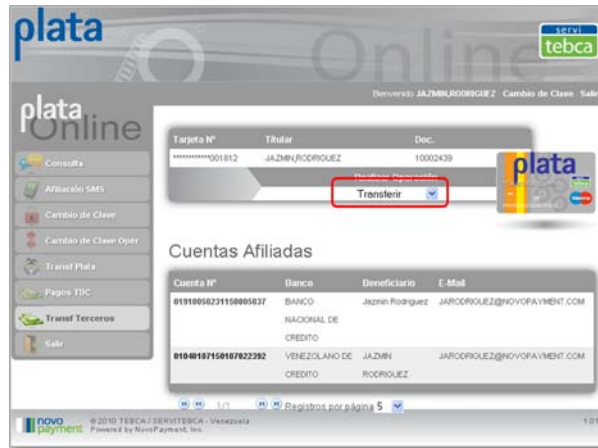 plata
Online
servi
tebca
Bienvenido JAZMIN,RODRIGUEZ · Cambio de Clave · Salir
plata
Online
Consulta
Afiliación SMS
Cambio de Clave
Cambio de Clave Oper
Transf Plata
Pagos TDC
Transf Terceros
Salir
Tarjeta Nº Titular Doc.
************001812 JAZMIN,RODRIGUEZ 10002439
Realizar Operación
Transferir
plata
Cuentas Afiliadas
Cuenta Nº Banco Beneficiario E-Mail
01910050231150005037 BANCO NACIONAL DE CREDITO Jazmin Rodriguez JARODRIGUEZ@NOVOPAYMENT.COM
01040107150107022392 VENEZOLANO DE CREDITO JAZMIN RODRIGUEZ JARODRIGUEZ@NOVOPAYMENT.COM
1/1 Registros por página 5
novo
payment
©2010 TEBCA / SERVITEBCA - Venezuela
Powered by NovoPayment, Inc.